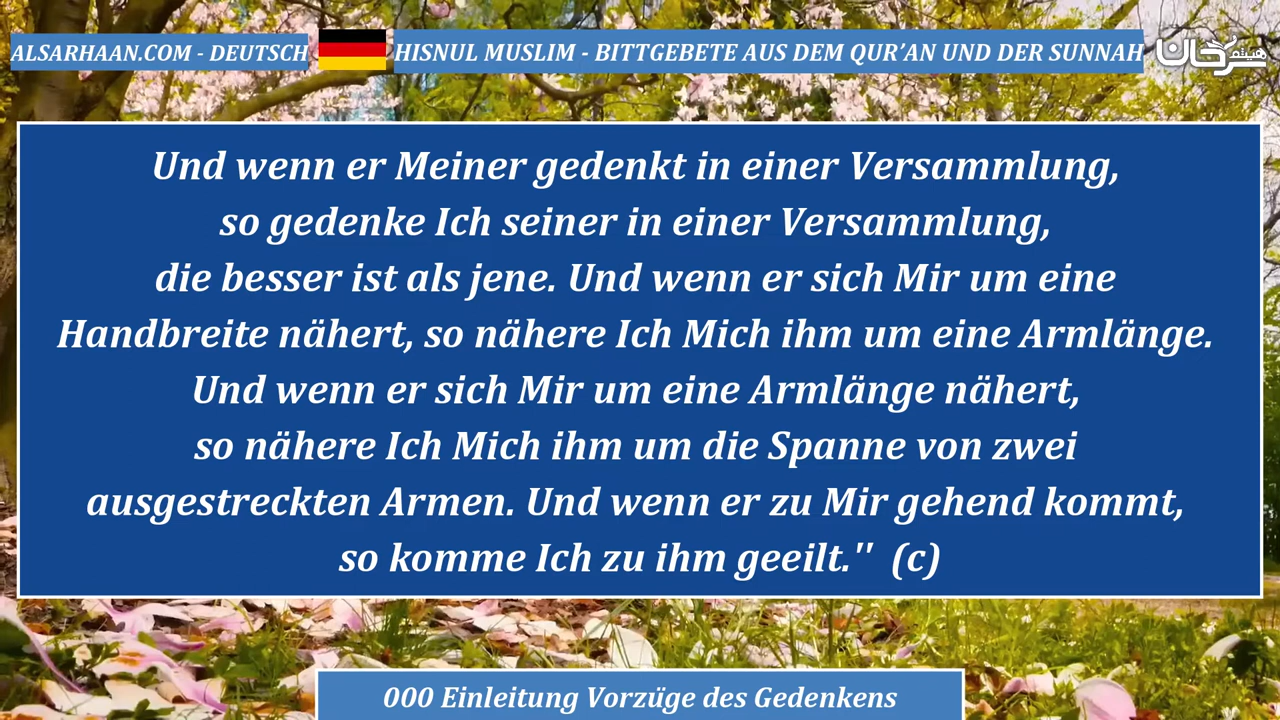 ALSARHAAN.COM - DEUTSCH HISNUL MUSLIM - BITTGEBETE AUS DEM QUR’AN UND DER SUNNAH هيثم سرحان
Und wenn er Meiner gedenkt in einer Versammlung,
so gedenke Ich seiner in einer Versammlung,
die besser ist als jene. Und wenn er sich Mir um eine
Handbreite nähert, so nähere Ich Mich ihm um eine Armlänge.
Und wenn er sich Mir um eine Armlänge nähert,
so nähere Ich Mich ihm um die Spanne von zwei
ausgestreckten Armen. Und wenn er zu Mir gehend kommt,
so komme Ich zu ihm geeilt.'' (c)
000 Einleitung Vorzüge des Gedenkens